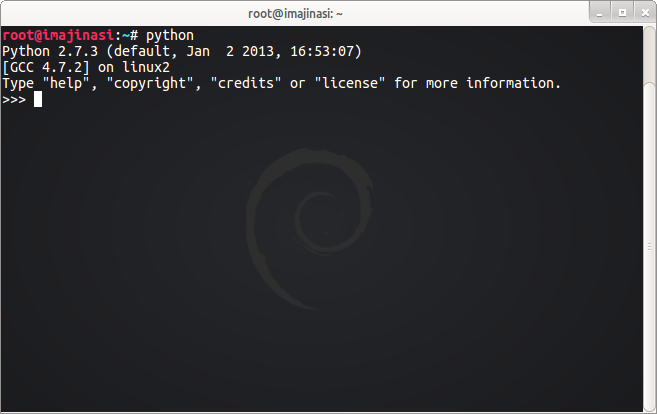 root@imajinasi: ~
root@imajinasi:~# python
Python 2.7.3 (default, Jan  2 2013, 16:53:07)
[GCC 4.7.2] on linux2
Type "help", "copyright", "credits" or "license" for more information.
>>>